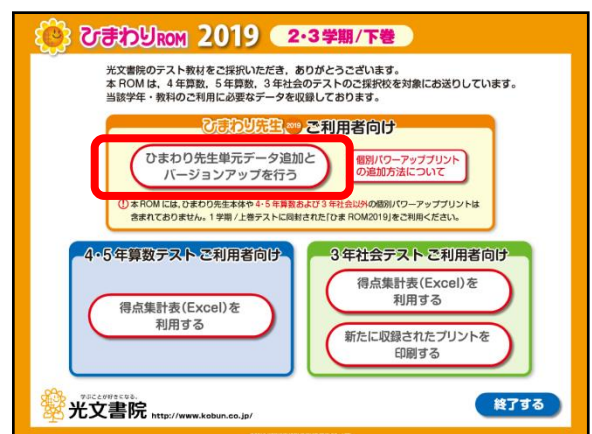 ひまわりROM 2019 2・3学期/下巻
光文書院のテスト教材をご採択いただき，ありがとうございます。
本ROMは，4年算数，5年算数，3年社会のテストのご採択校を対象にお送りしています。
当該学年・教科のご利用に必要なデータを収録しております。
ひまわり先生 2019 ご利用者向け
ひまわり先生単元データ追加と
バージョンアップを行う
個別パワーアッププリント
の追加方法について
本ROMには，ひまわり先生本体や4・5年算数および3年社会以外の個別パワーアッププリントは
含まれておりません。1学期/上巻テストに同封された「ひまROM2019」をご利用ください。
4・5年算数テスト ご利用者向け
得点集計表(Excel)を
利用する
3年社会テスト ご利用者向け
得点集計表(Excel)を
利用する
新たに収録されたプリントを
印刷する
学ぶことが好きになる。
光文書院 http://www.kobun.co.jp/
終了する